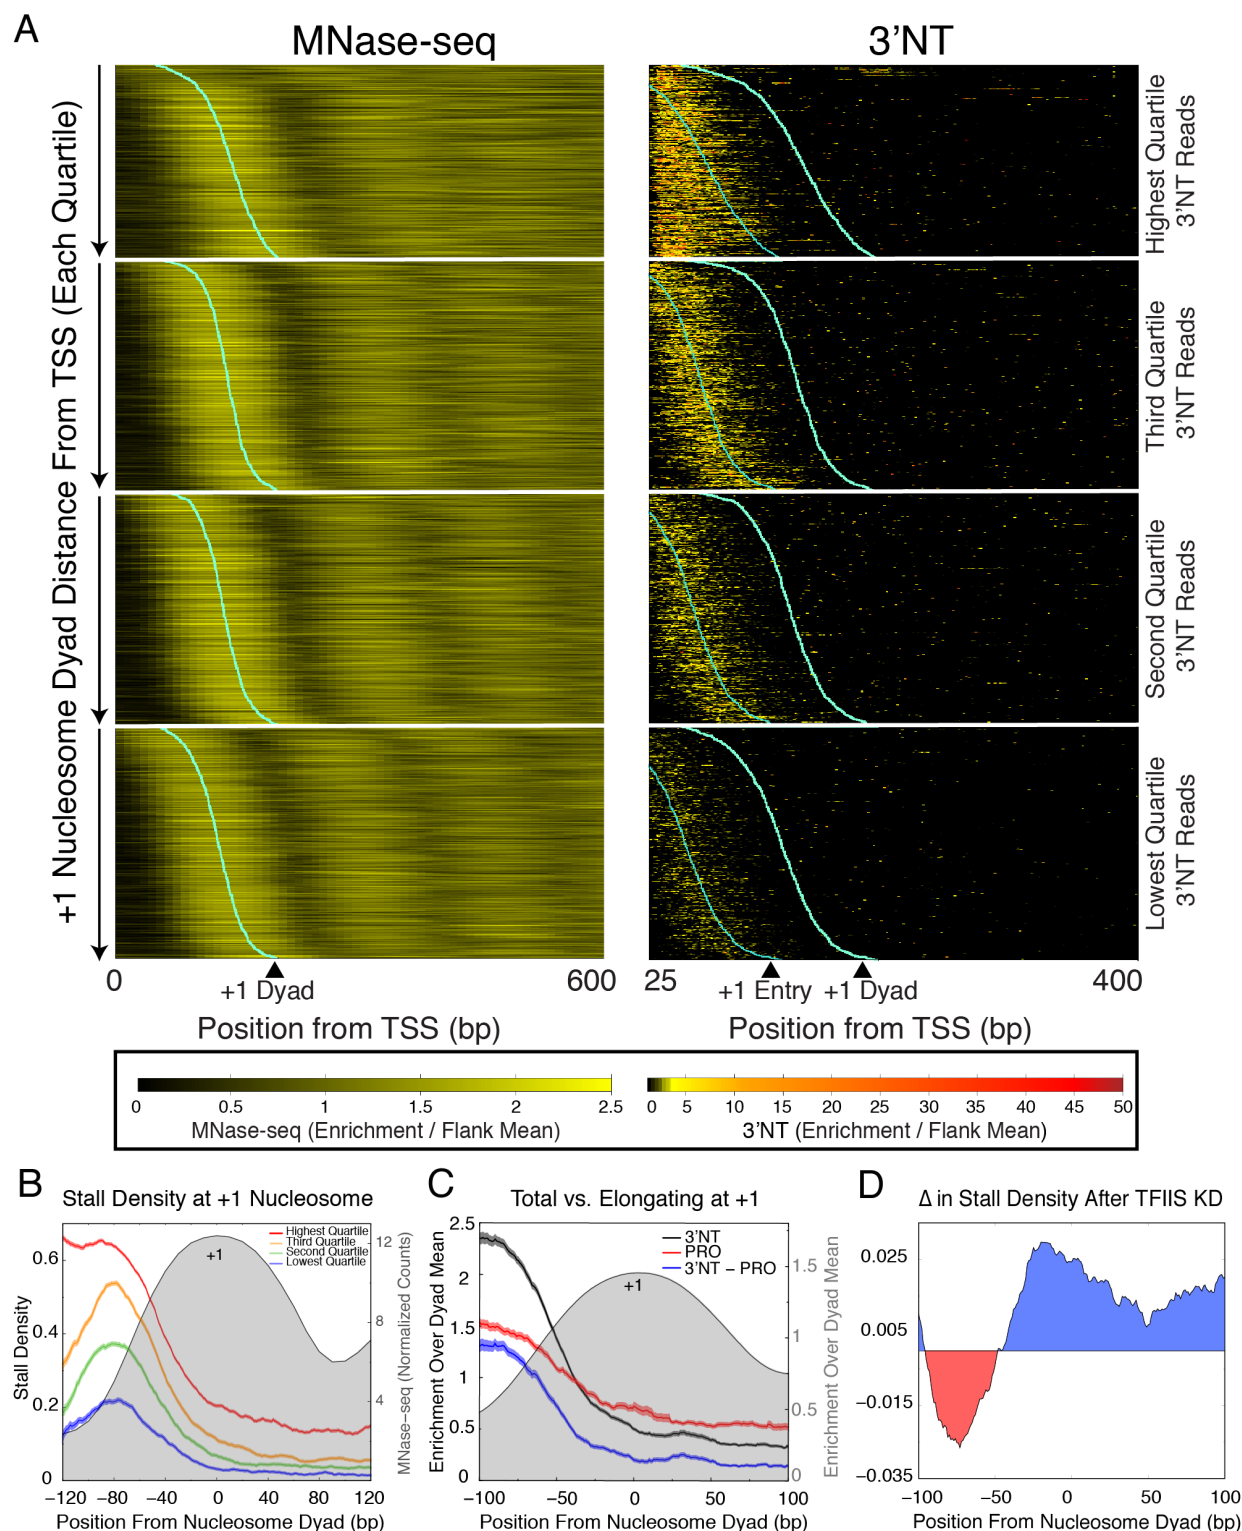 A
MNase-seq
3'NT
+1 Nucleosome Dyad Distance From TSS (Each Quartile)
Highest Quartile
3'NT Reads
Third Quartile
3'NT Reads
Second Quartile
3'NT Reads
Lowest Quartile
3'NT Reads
0
+1 Dyad
600
Position from TSS (bp)
25
+1 Entry
+1 Dyad
400
Position from TSS (bp)
0 0.5 1 1.5 2 2.5
MNase-seq (Enrichment / Flank Mean)
0 5 10 15 20 25 30 35 40 45 50
3'NT (Enrichment / Flank Mean)
B
Stall Density at +1 Nucleosome
Highest Quartile
Third Quartile
Second Quartile
Lowest Quartile
+1
Stall Density
0.6
0.4
0.2
0
12
8
4
MNase−seq (Normalized Counts)
−120 −80 −40 0 40 80 120
Position From Nucleosome Dyad (bp)
C
Total vs. Elongating at +1
3'NT
PRO
3'NT − PRO
+1
Enrichment Over Dyad Mean
2.5
2
1.5
1
0.5
0
1.5
1
0.5
0
Enrichment Over Dyad Mean
−100 −50 0 50 100
Position From Nucleosome Dyad (bp)
D
Δ in Stall Density After TFIIS KD
0.025
0.005
−0.015
−0.035
−100 −50 0 50 100
Position From Nucleosome Dyad (bp)